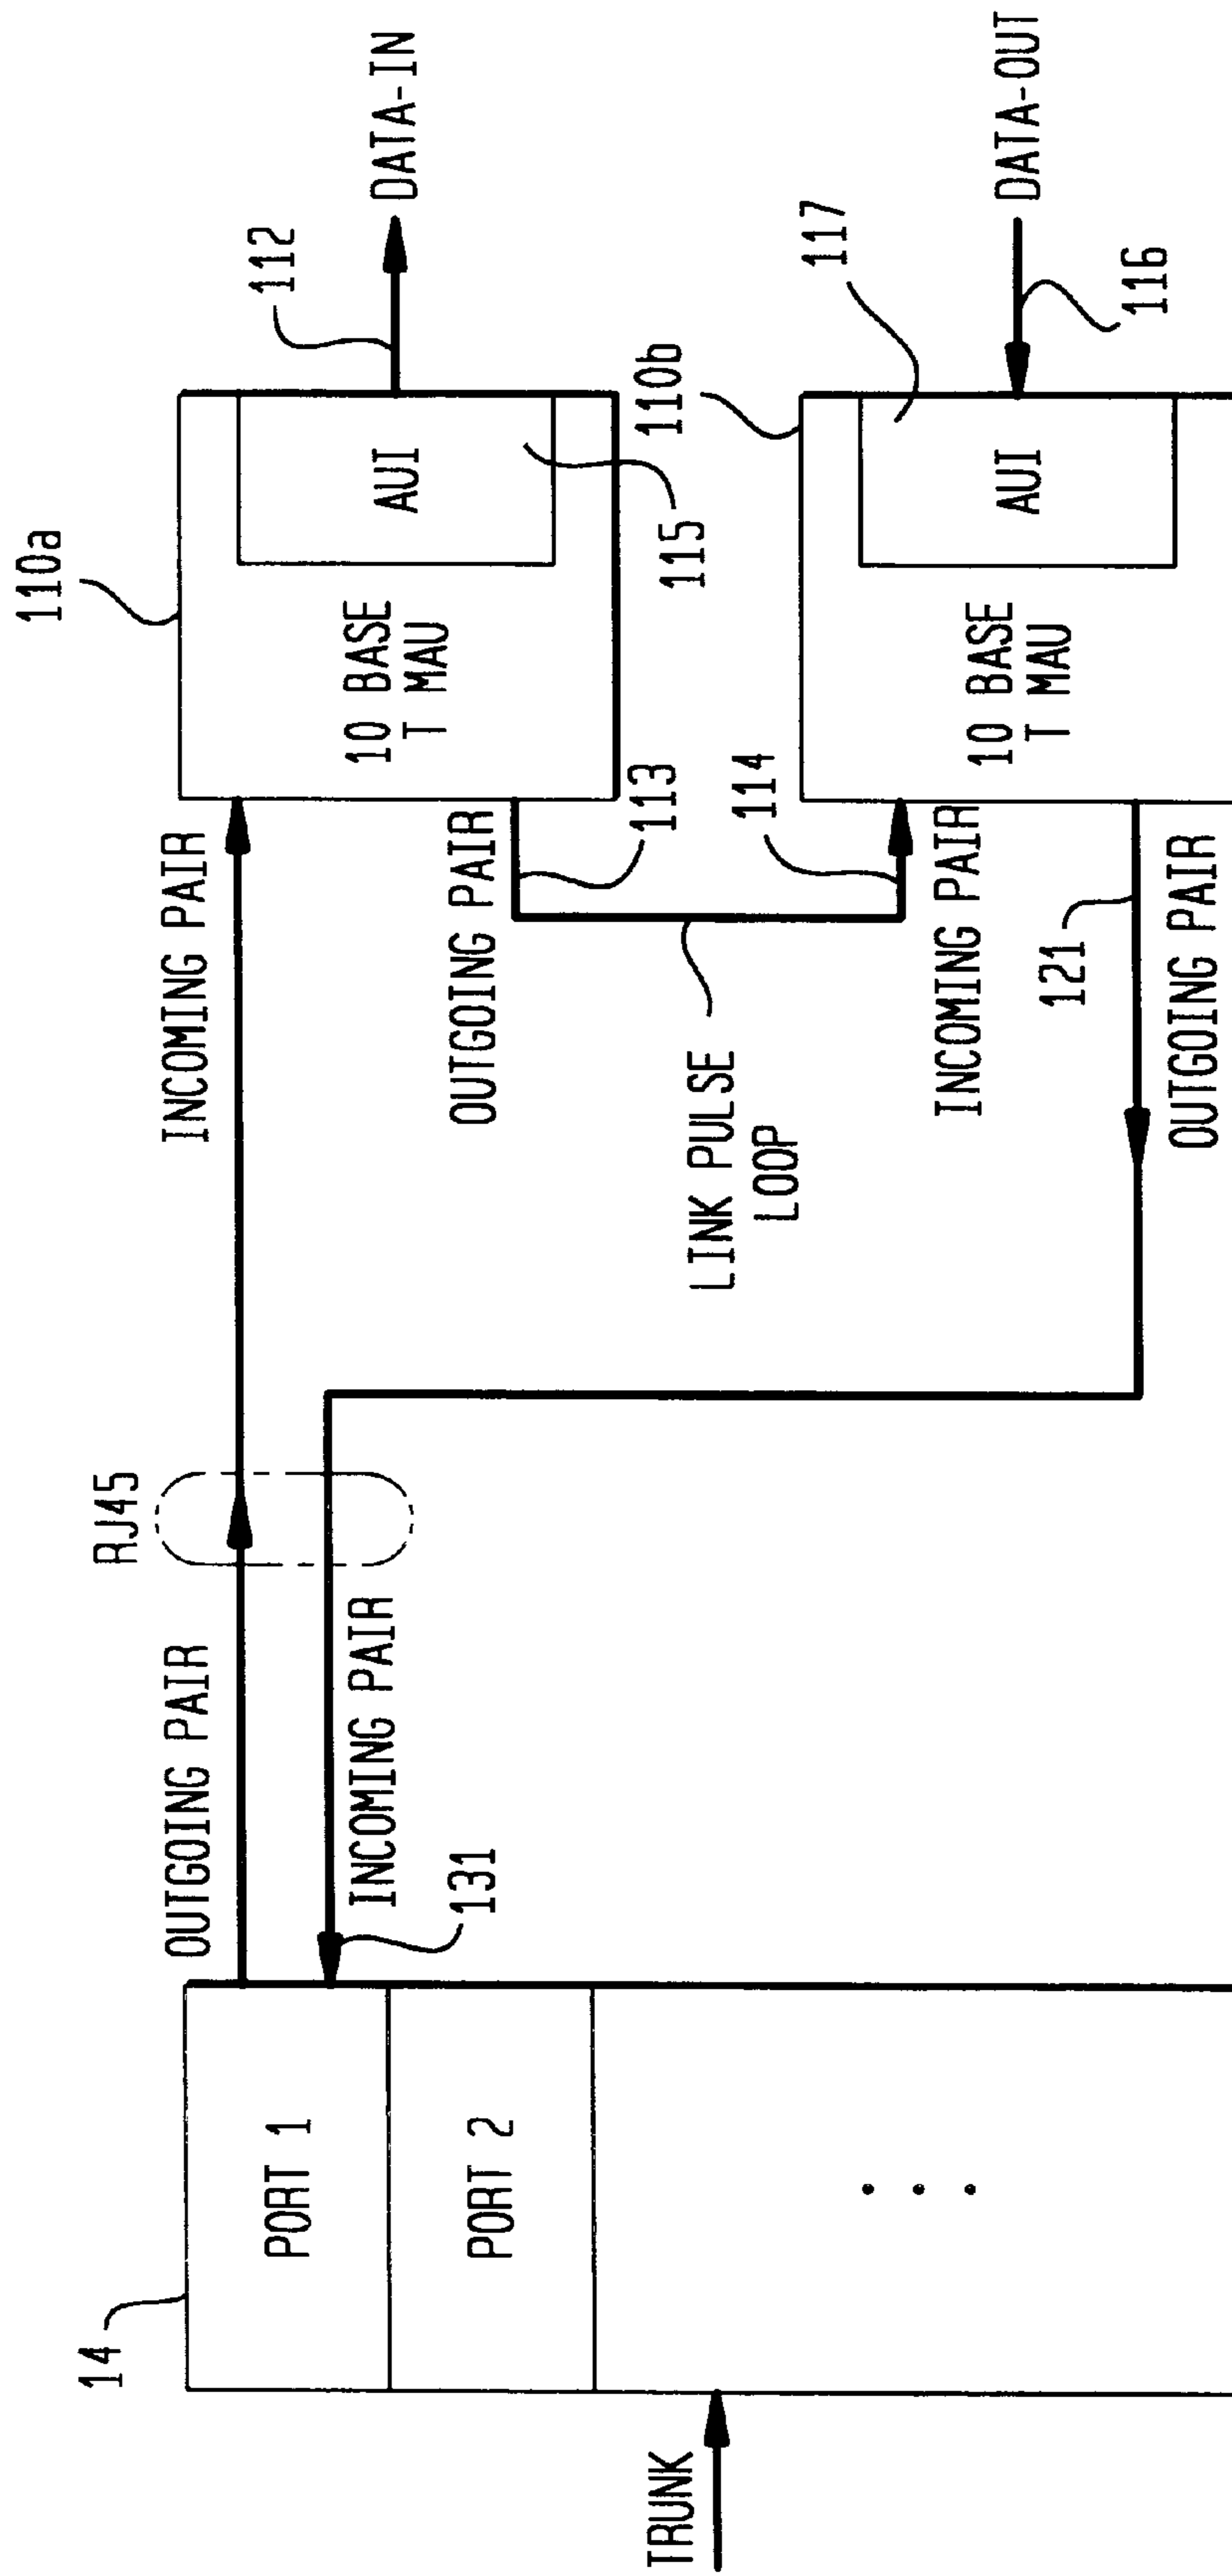 110a
112
DATA-IN
RJ45
OUTGOING PAIR
INCOMING PAIR
10 BASE
T MAU
AUI
115
14
PORT 1
INCOMING PAIR
131
OUTGOING PAIR
113
PORT 2
LINK PULSE
LOOP
114
110b
117
DATA-OUT
TRUNK
INCOMING PAIR
10 BASE
T MAU
AUI
116
121
OUTGOING PAIR